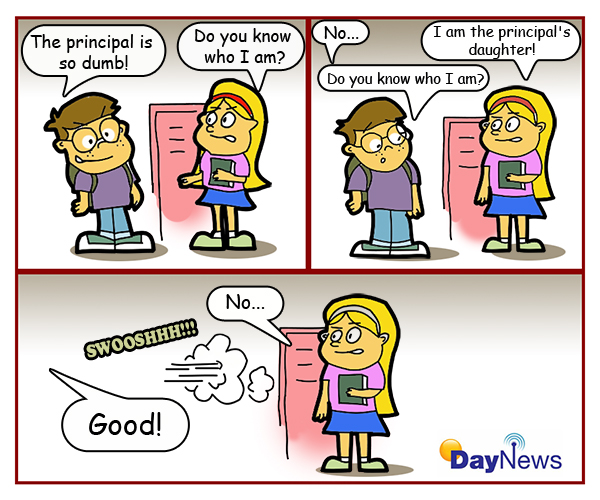 The principal is
so dumb!
Do you know
who I am?
No...
I am the principal's
daughter!
Do you know who I am?
No...
SWOOSHHH!!!
Good!
DayNews